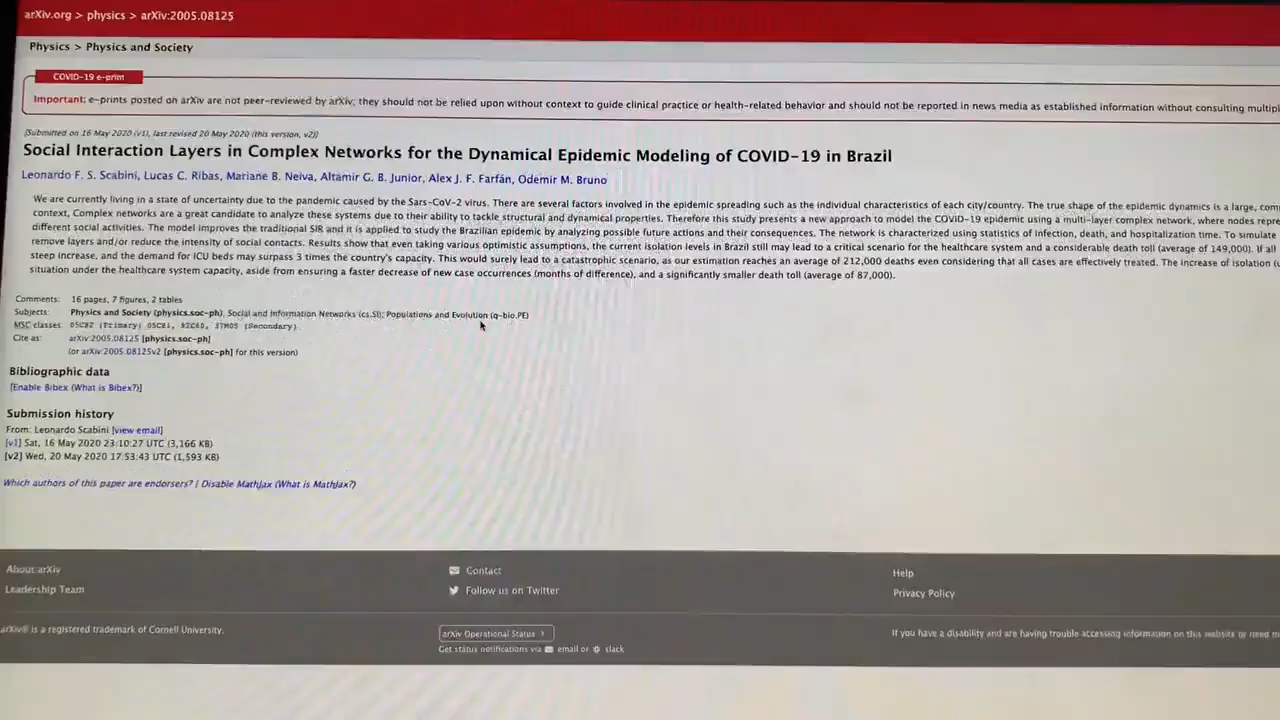 arXiv.org > physics > arXiv:2005.08125
Physics > Physics and Society
COVID-19 e-print
Important: e-prints posted on arXiv are not peer-reviewed by arXiv; they should not be relied upon without context to guide clinical practice or health-related behavior and should not be reported in news media as established information without consulting
[Submitted on 16 May 2020 (v1), last revised 20 May 2020 (this version, v2)]
Social Interaction Layers in Complex Networks for the Dynamical Epidemic Modeling of COVID-19 in Brazil
Leonardo F. S. Scabini, Lucas C. Ribas, Mariane B. Neiva, Altamir G. B. Junior, Alex J. F. Farfán, Odemir M. Bruno
We are currently living in a state of uncertainty due to the pandemic caused by the Sars-CoV-2 virus. There are several factors involved in the epidemic spreading such as the individual characteristics of each city/country. The true shape of the epidemic dynamics is a large,
context, Complex networks are a great candidate to analyze these systems due to their ability to tackle structural and dynamical properties. Therefore this study presents a new approach to model the COVID-19 epidemic using a multi-layer complex network, where nodes
different social activities. The model improves the traditional SIR and it is applied to study the Brazilian epidemic by analyzing possible future actions and their consequences. The network is characterized using statistics of infection, death, and hospitalization time. To simulate
remove layers and/or reduce the intensity of social contacts. Results show that even taking various optimistic assumptions, the current isolation levels in Brazil still may lead to a critical scenario for the healthcare system and a considerable death toll (average of 149,000). If all
steep increase, and the demand for ICU beds may surpass 3 times the country's capacity. This would surely lead to a catastrophic scenario, as our estimation reaches an average of 212,000 deaths even considering that all cases are effectively treated. The increase of isolation
situation under the healthcare system capacity, aside from ensuring a faster decrease of new case occurrences (months of difference), and a significantly smaller death toll (average of 87,000).
Comments: 16 pages, 7 figures, 2 tables
Subjects: Physics and Society (physics.soc-ph); Social and Information Networks (cs.SI); Populations and Evolution (q-bio.PE)
MSC classes: 05C82 (Primary) 05C81, 92C60, 37M05 (Secondary)
Cite as: arXiv:2005.08125 [physics.soc-ph]
(or arXiv:2005.08125v2 [physics.soc-ph] for this version)
Bibliographic data
[Enable Bibex (What is Bibex?)]
Submission history
From: Leonardo Scabini [view email]
[v1] Sat, 16 May 2020 23:10:27 UTC (3,166 KB)
[v2] Wed, 20 May 2020 17:53:43 UTC (1,593 KB)
Which authors of this paper are endorsers? | Disable MathJax (What is MathJax?)
About arXiv
Leadership Team
Contact
Follow us on Twitter
Help
Privacy Policy
arXiv® is a registered trademark of Cornell University.
arXiv Operational Status >
Get status notifications via email or slack
If you have a disability and are having trouble accessing information on this website or need